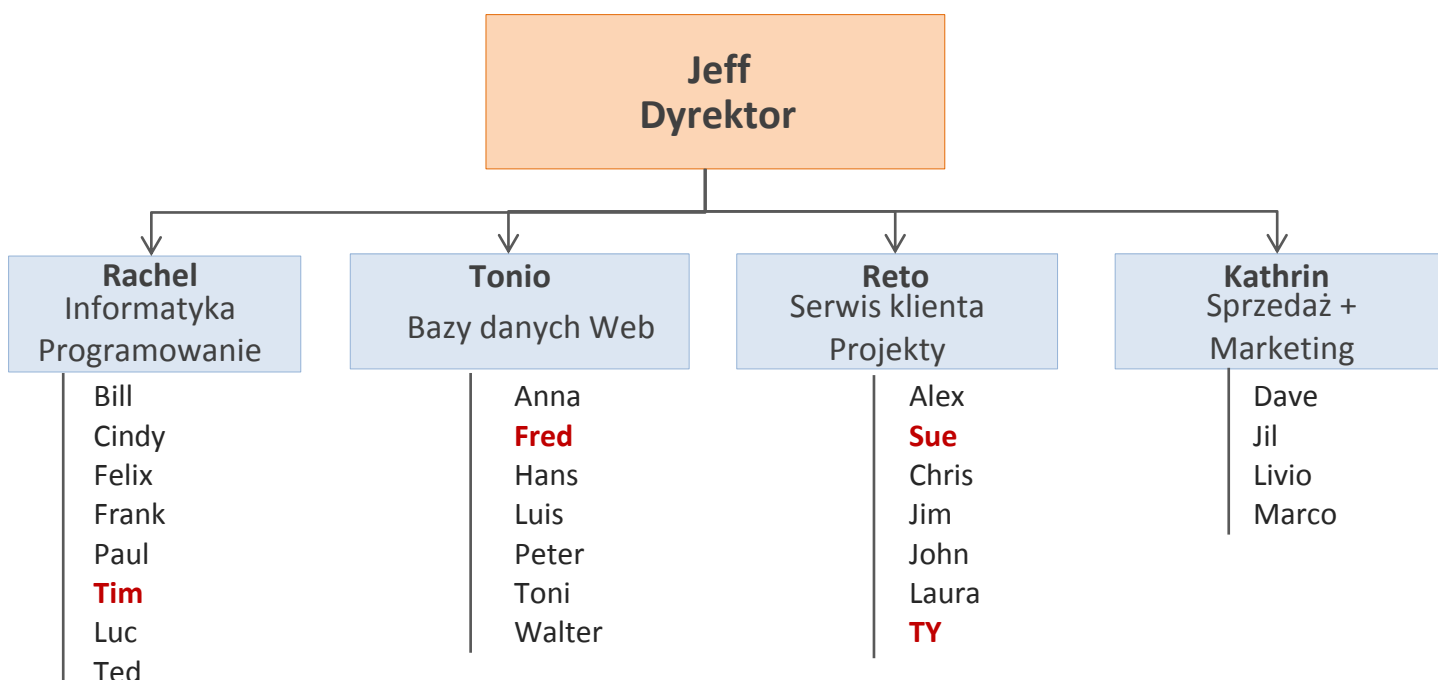 Jeff
Dyrektor
Rachel
Informatyka
Programowanie
Bill
Cindy
Felix
Frank
Paul
Tim
Luc
Ted
Tonio
Bazy danych Web
Anna
Fred
Hans
Luis
Peter
Toni
Walter
Reto
Serwis klienta
Projekty
Alex
Sue
Chris
Jim
John
Laura
TY
Kathrin
Sprzedaż +
Marketing
Dave
Jil
Livio
Marco